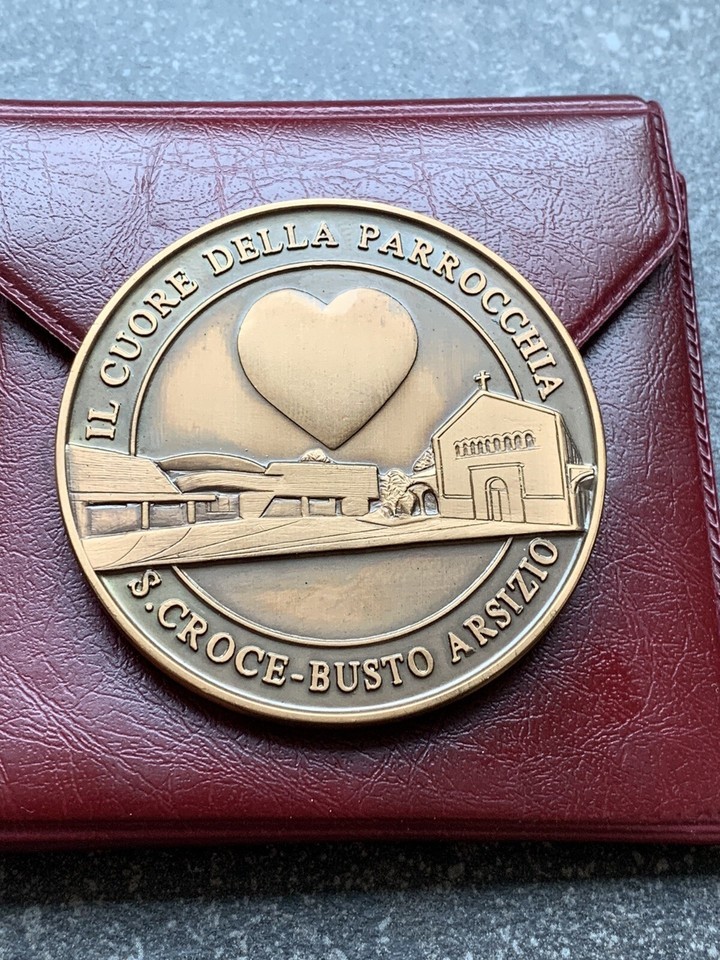 IL CUORE DELLA PARROCCHIA
S. CROCE-BUSTO ARSIZIO